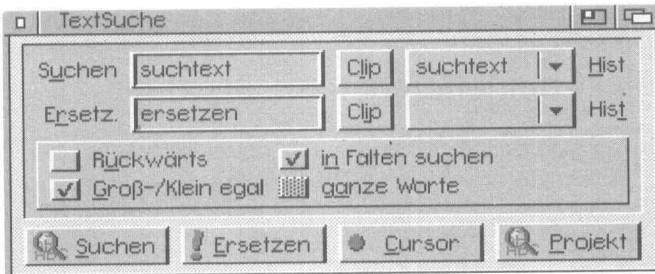 TextSuche
Suchen suchtext Clip suchtext Hist
Ersetz. ersetzen Clip Hist
Rückwärts in Falten suchen
Groß-/Klein egal ganze Worte
Suchen Ersetzen Cursor Projekt